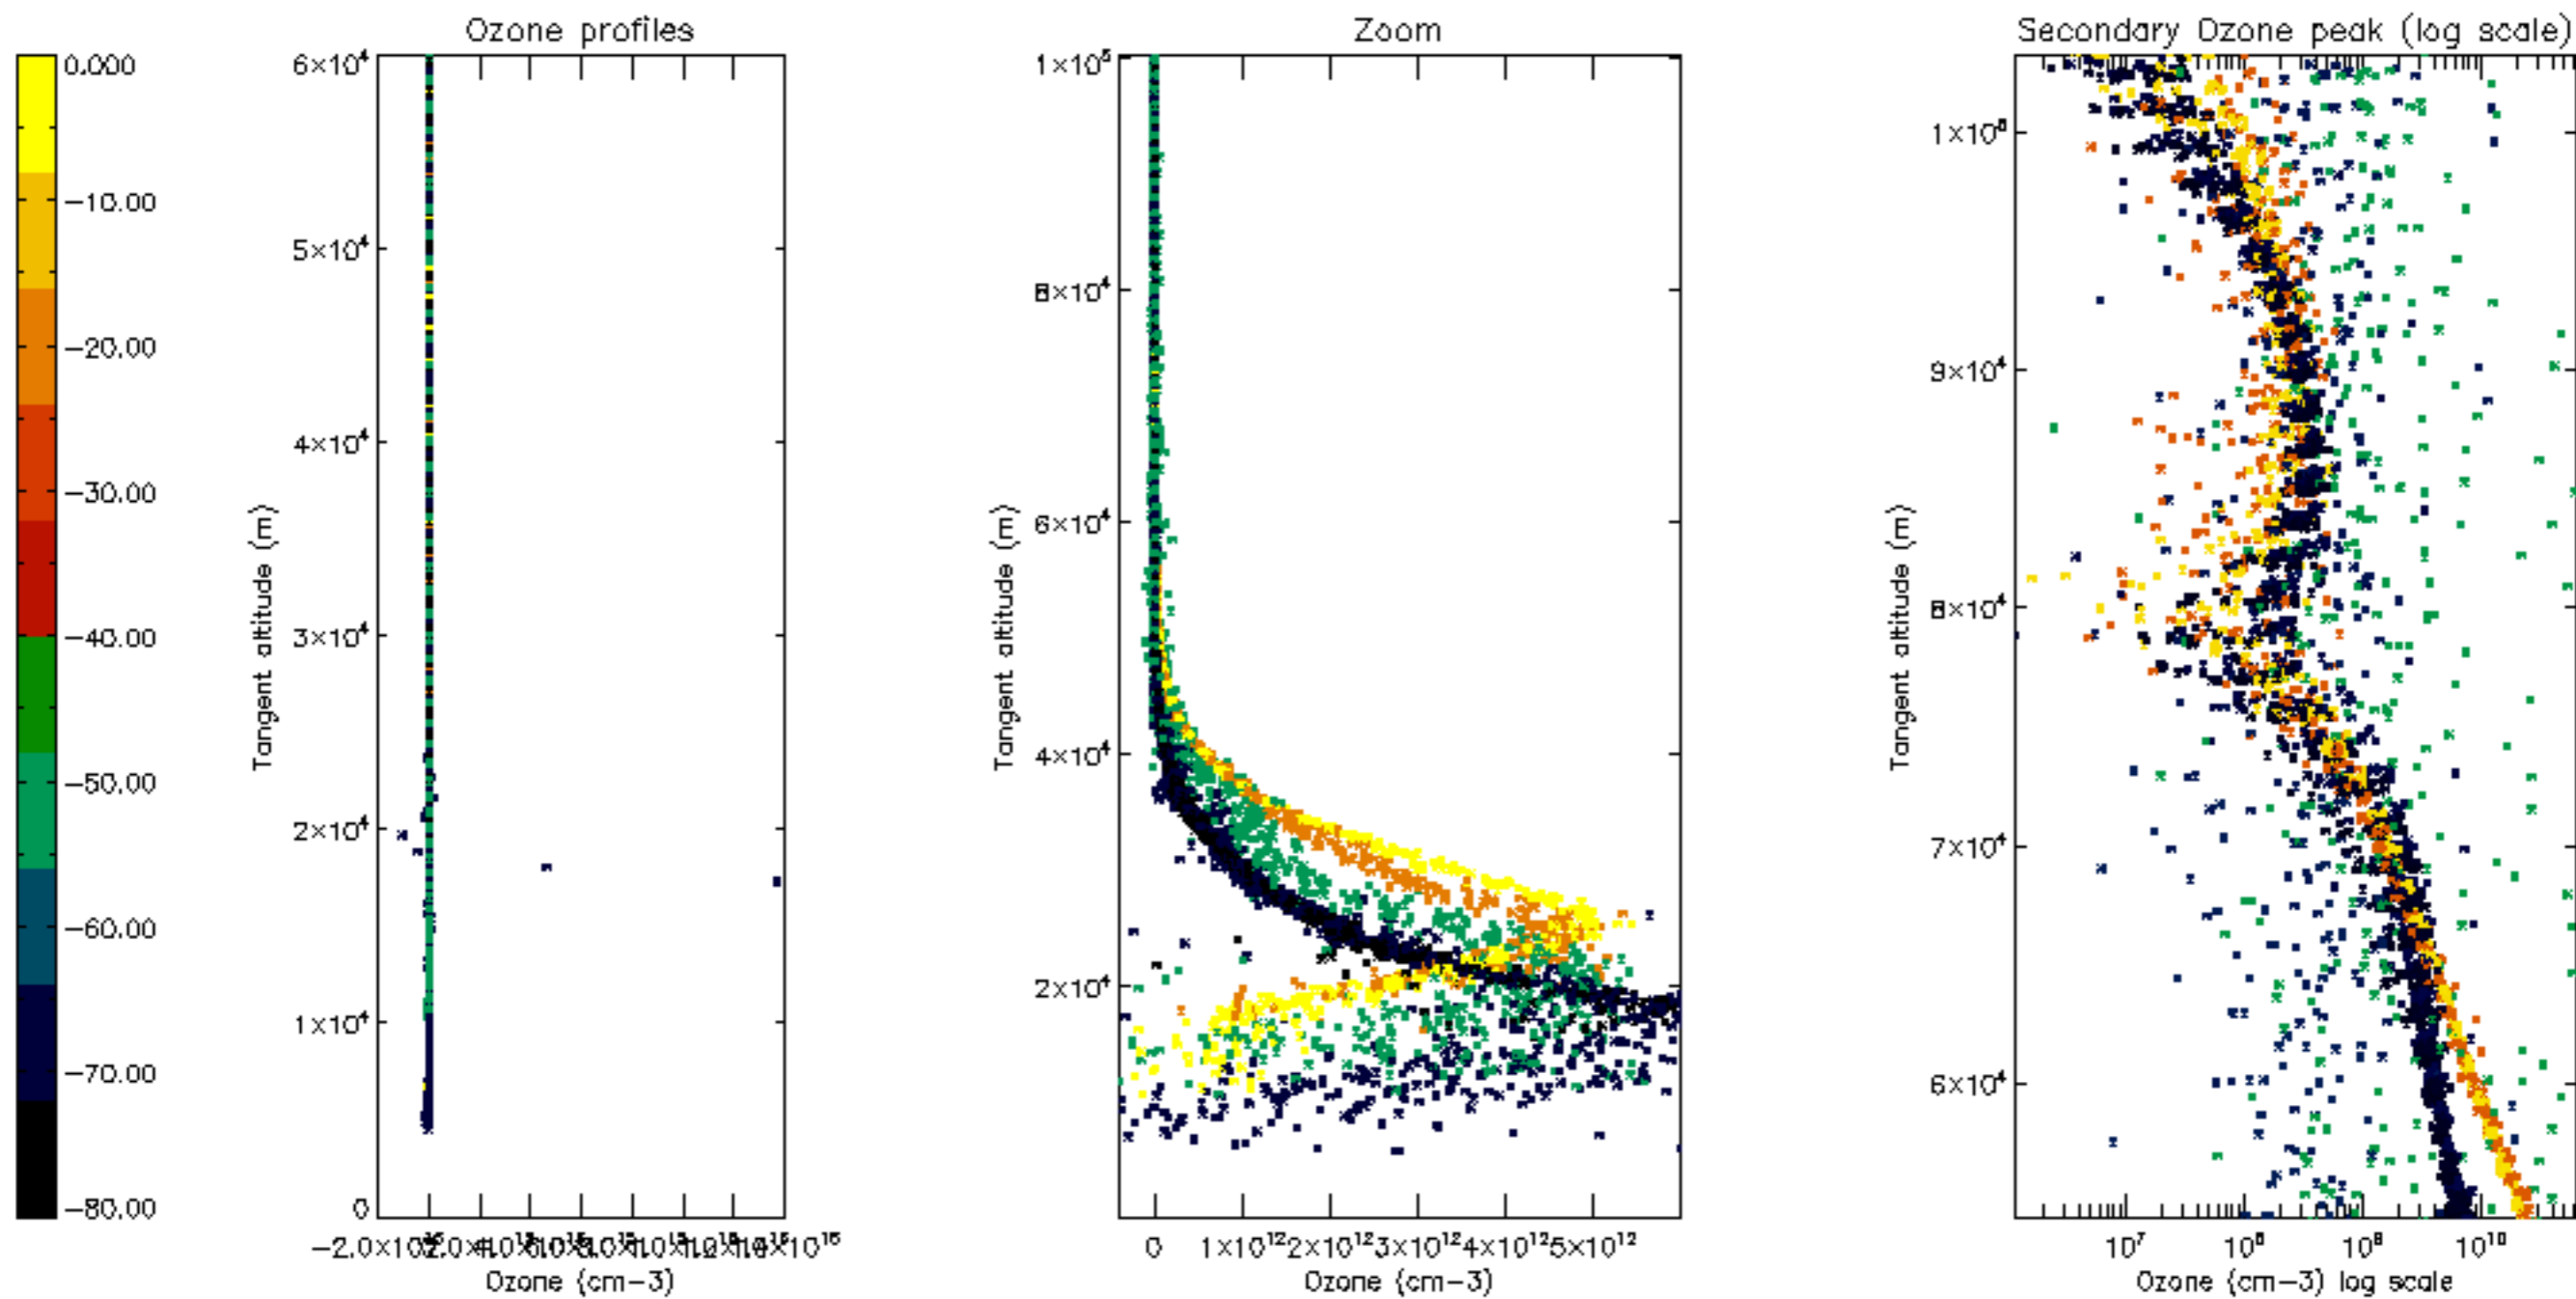 Ozone profiles
Zoom
Secondary Ozone peak (log scale)
0.000
-10.00
-20.00
-30.00
-40.00
-50.00
-60.00
-70.00
-80.00
6×10⁴
5×10⁴
4×10⁴
3×10⁴
2×10⁴
1×10⁴
0
Tangent altitude (m)
Ozone (cm-3)
1×10⁵
8×10⁴
6×10⁴
4×10⁴
2×10⁴
Tangent altitude (m)
0 1×10¹² 2×10¹² 3×10¹² 4×10¹² 5×10¹²
Ozone (cm-3)
9×10⁴
8×10⁴
7×10⁴
6×10⁴
Tangent altitude (m)
10⁷ 10⁸ 10⁹ 10¹⁰
Ozone (cm-3) log scale